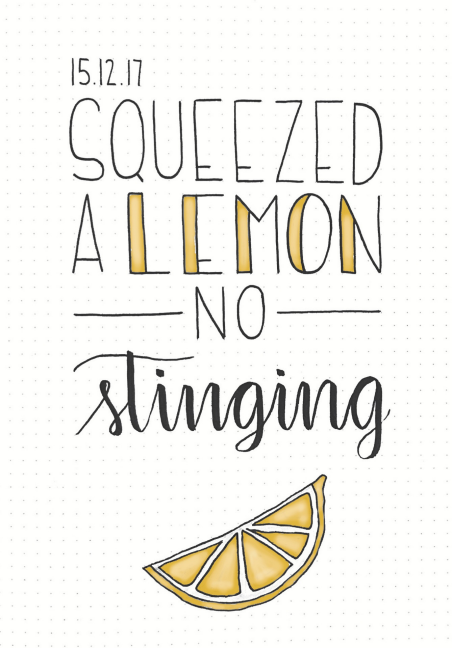 15.12.17
SQUEEZED
A LEMON
NO
stinging